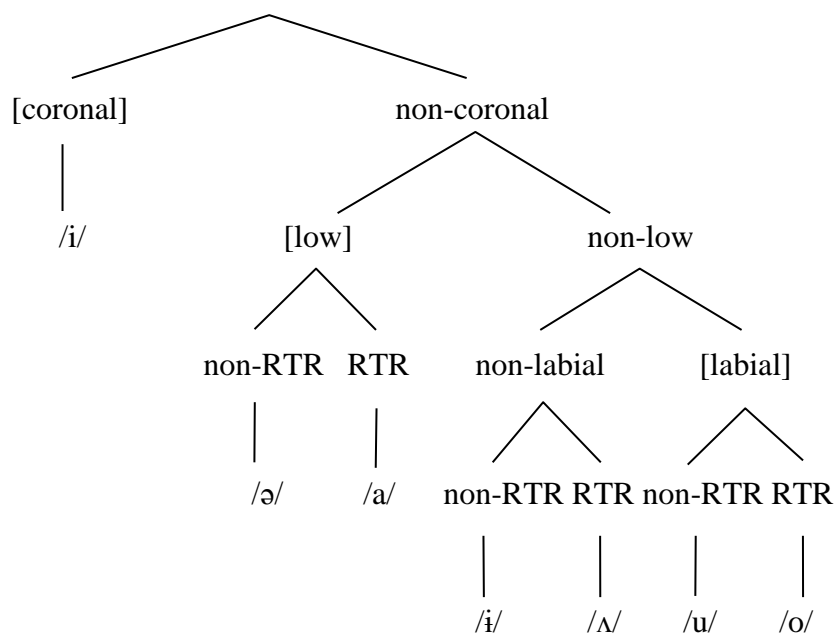 [coronal] non-coronal
/i/ [low] non-low
non-RTR RTR non-labial [labial]
/ə/ /a/ non-RTR RTR non-RTR RTR
/ɨ/ /ʌ/ /u/ /o/